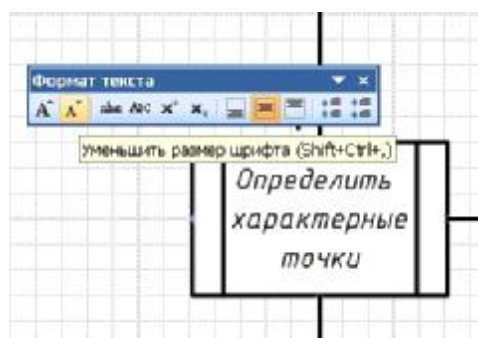 Формат текста
Уменьшить размер шрифта (Shift+Ctrl+,)
Определить
характерные
точки